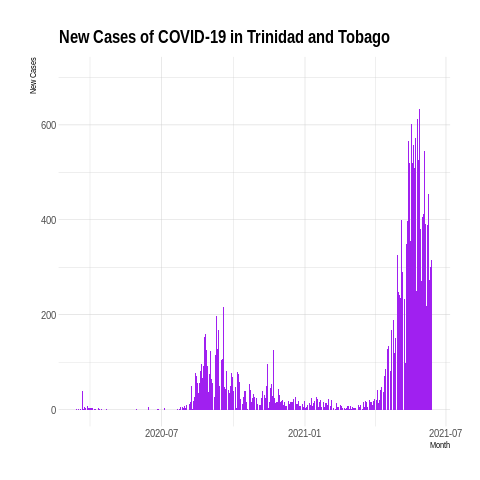 New Cases of COVID-19 in Trinidad and Tobago
New Cases
600
400
200
0
2020-07 2021-01 2021-07
Month